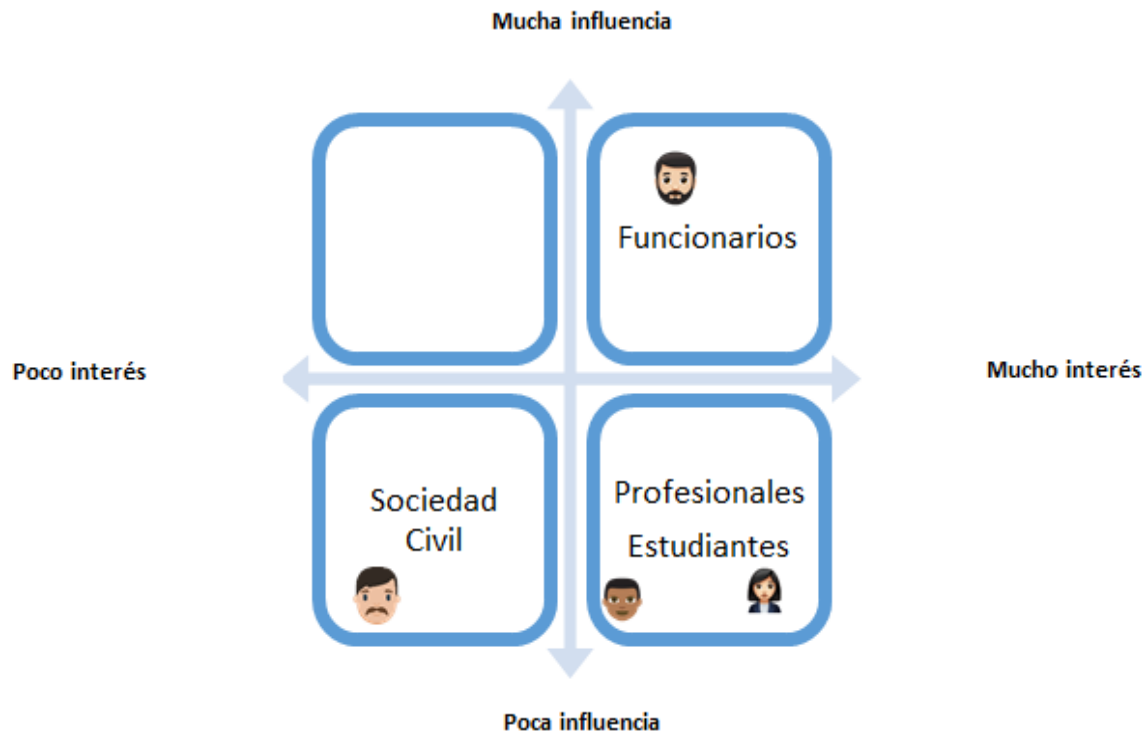 Mucha influencia
Funcionarios
Poco interés
Mucho interés
Sociedad
Civil
Profesionales
Estudiantes
Poca influencia